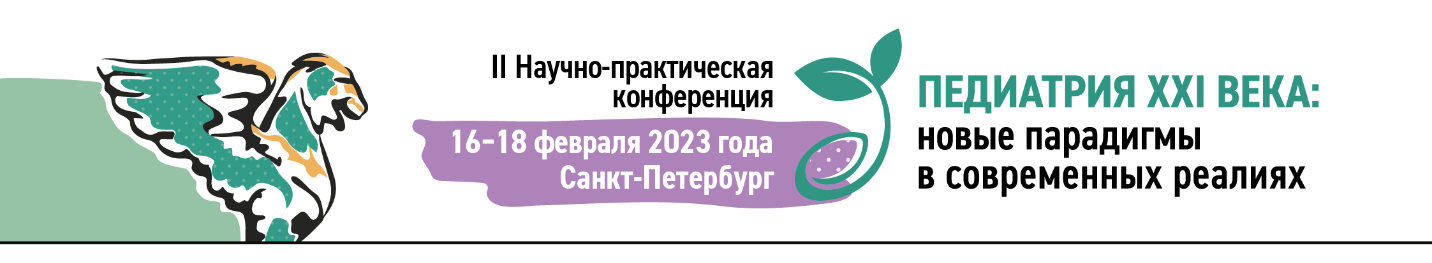 II Научно-практическая
конференция
16–18 февраля 2023 года
Санкт-Петербург
ПЕДИАТРИЯ XXI ВЕКА:
новые парадигмы
в современных реалиях